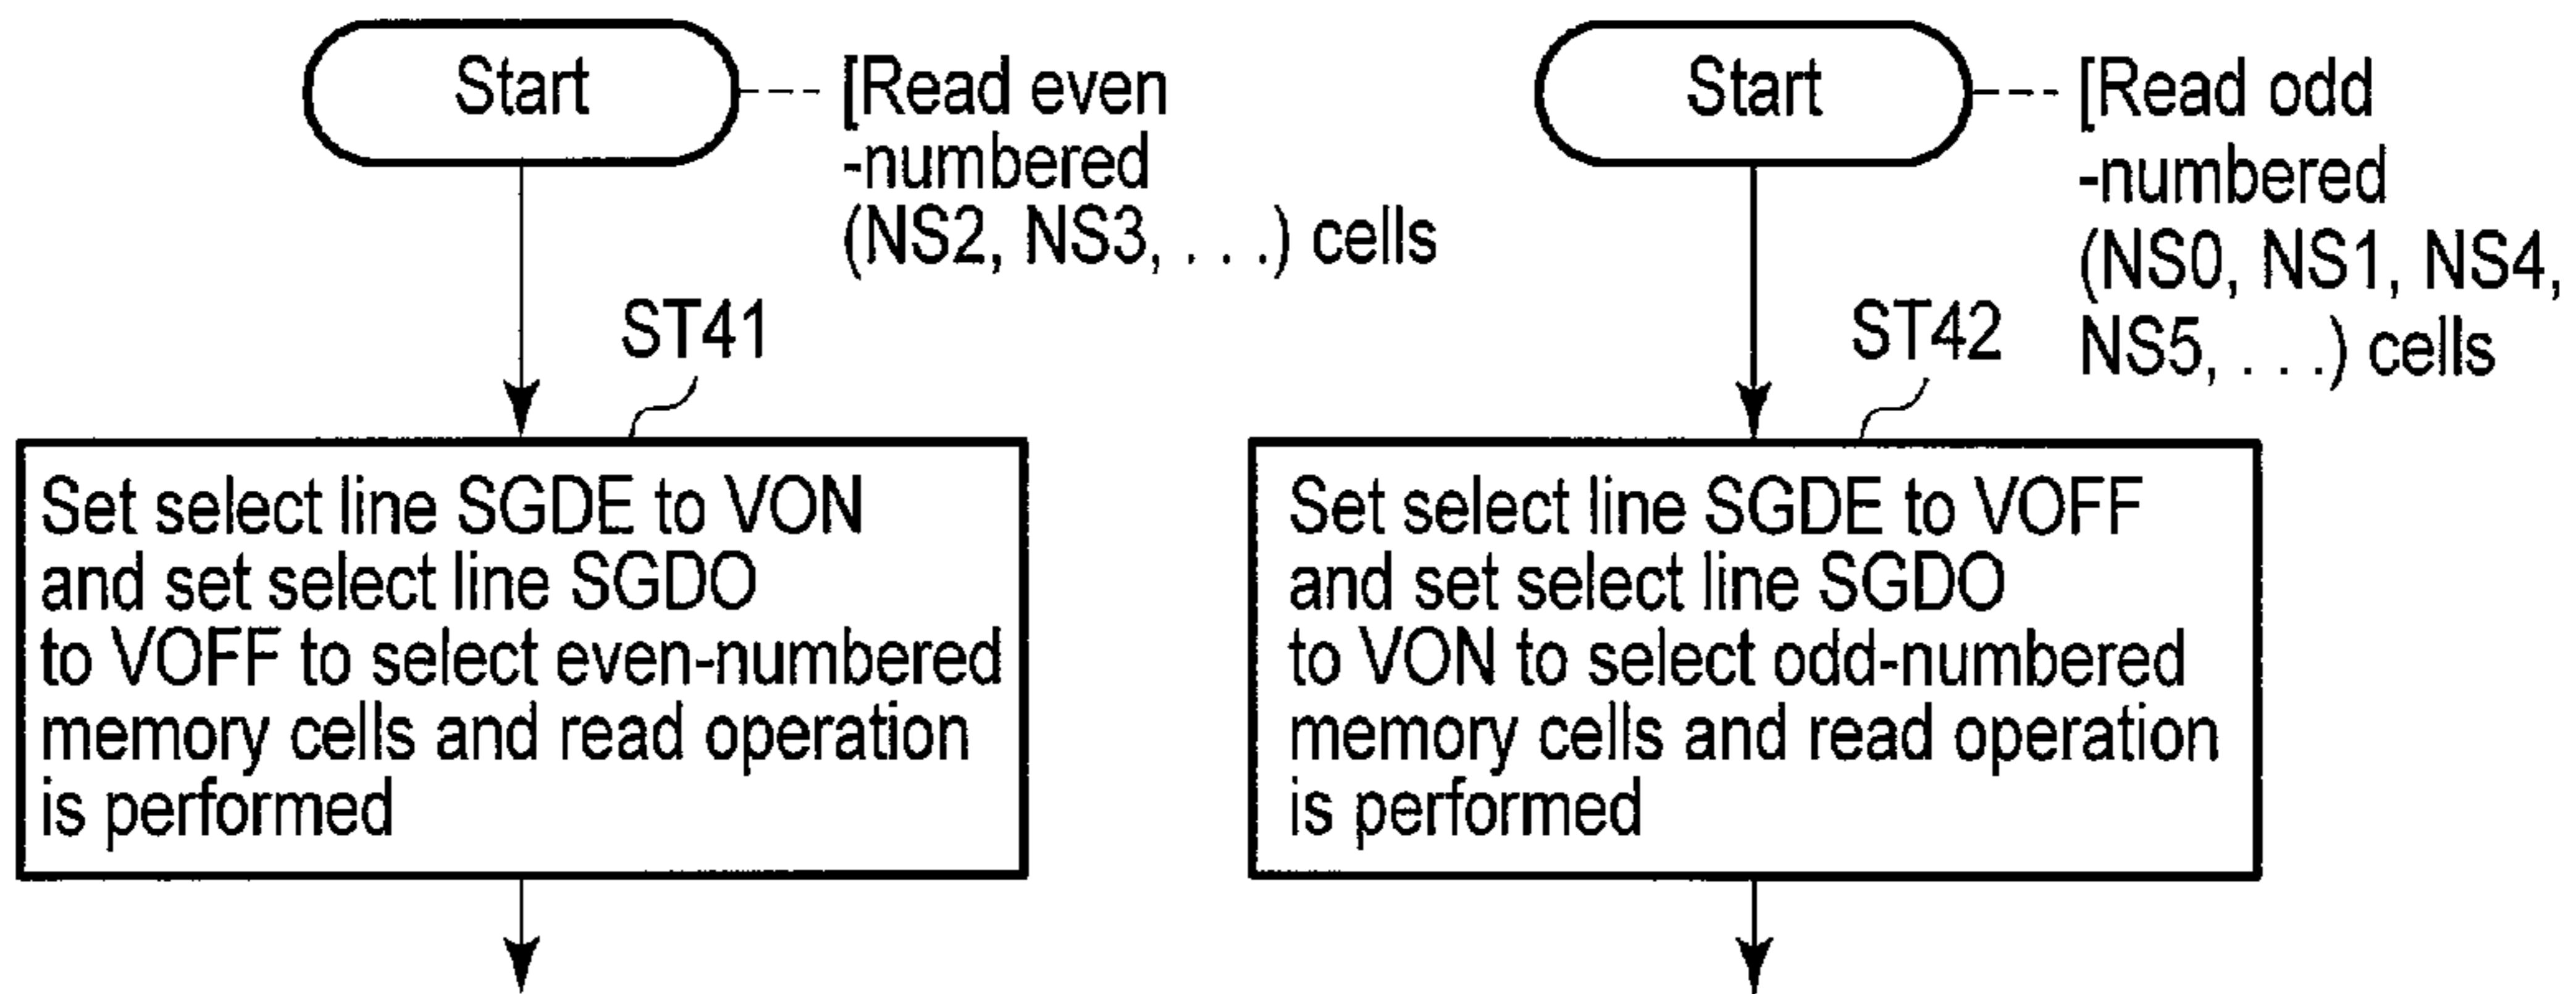 Start
[Read even
-numbered
(NS2, NS3, . . .) cells
ST41
Set select line SGDE to VON
and set select line SGDO
to VOFF to select even-numbered
memory cells and read operation
is performed
Start
[Read odd
-numbered
(NS0, NS1, NS4,
NS5, . . .) cells
ST42
Set select line SGDE to VOFF
and set select line SGDO
to VON to select odd-numbered
memory cells and read operation
is performed